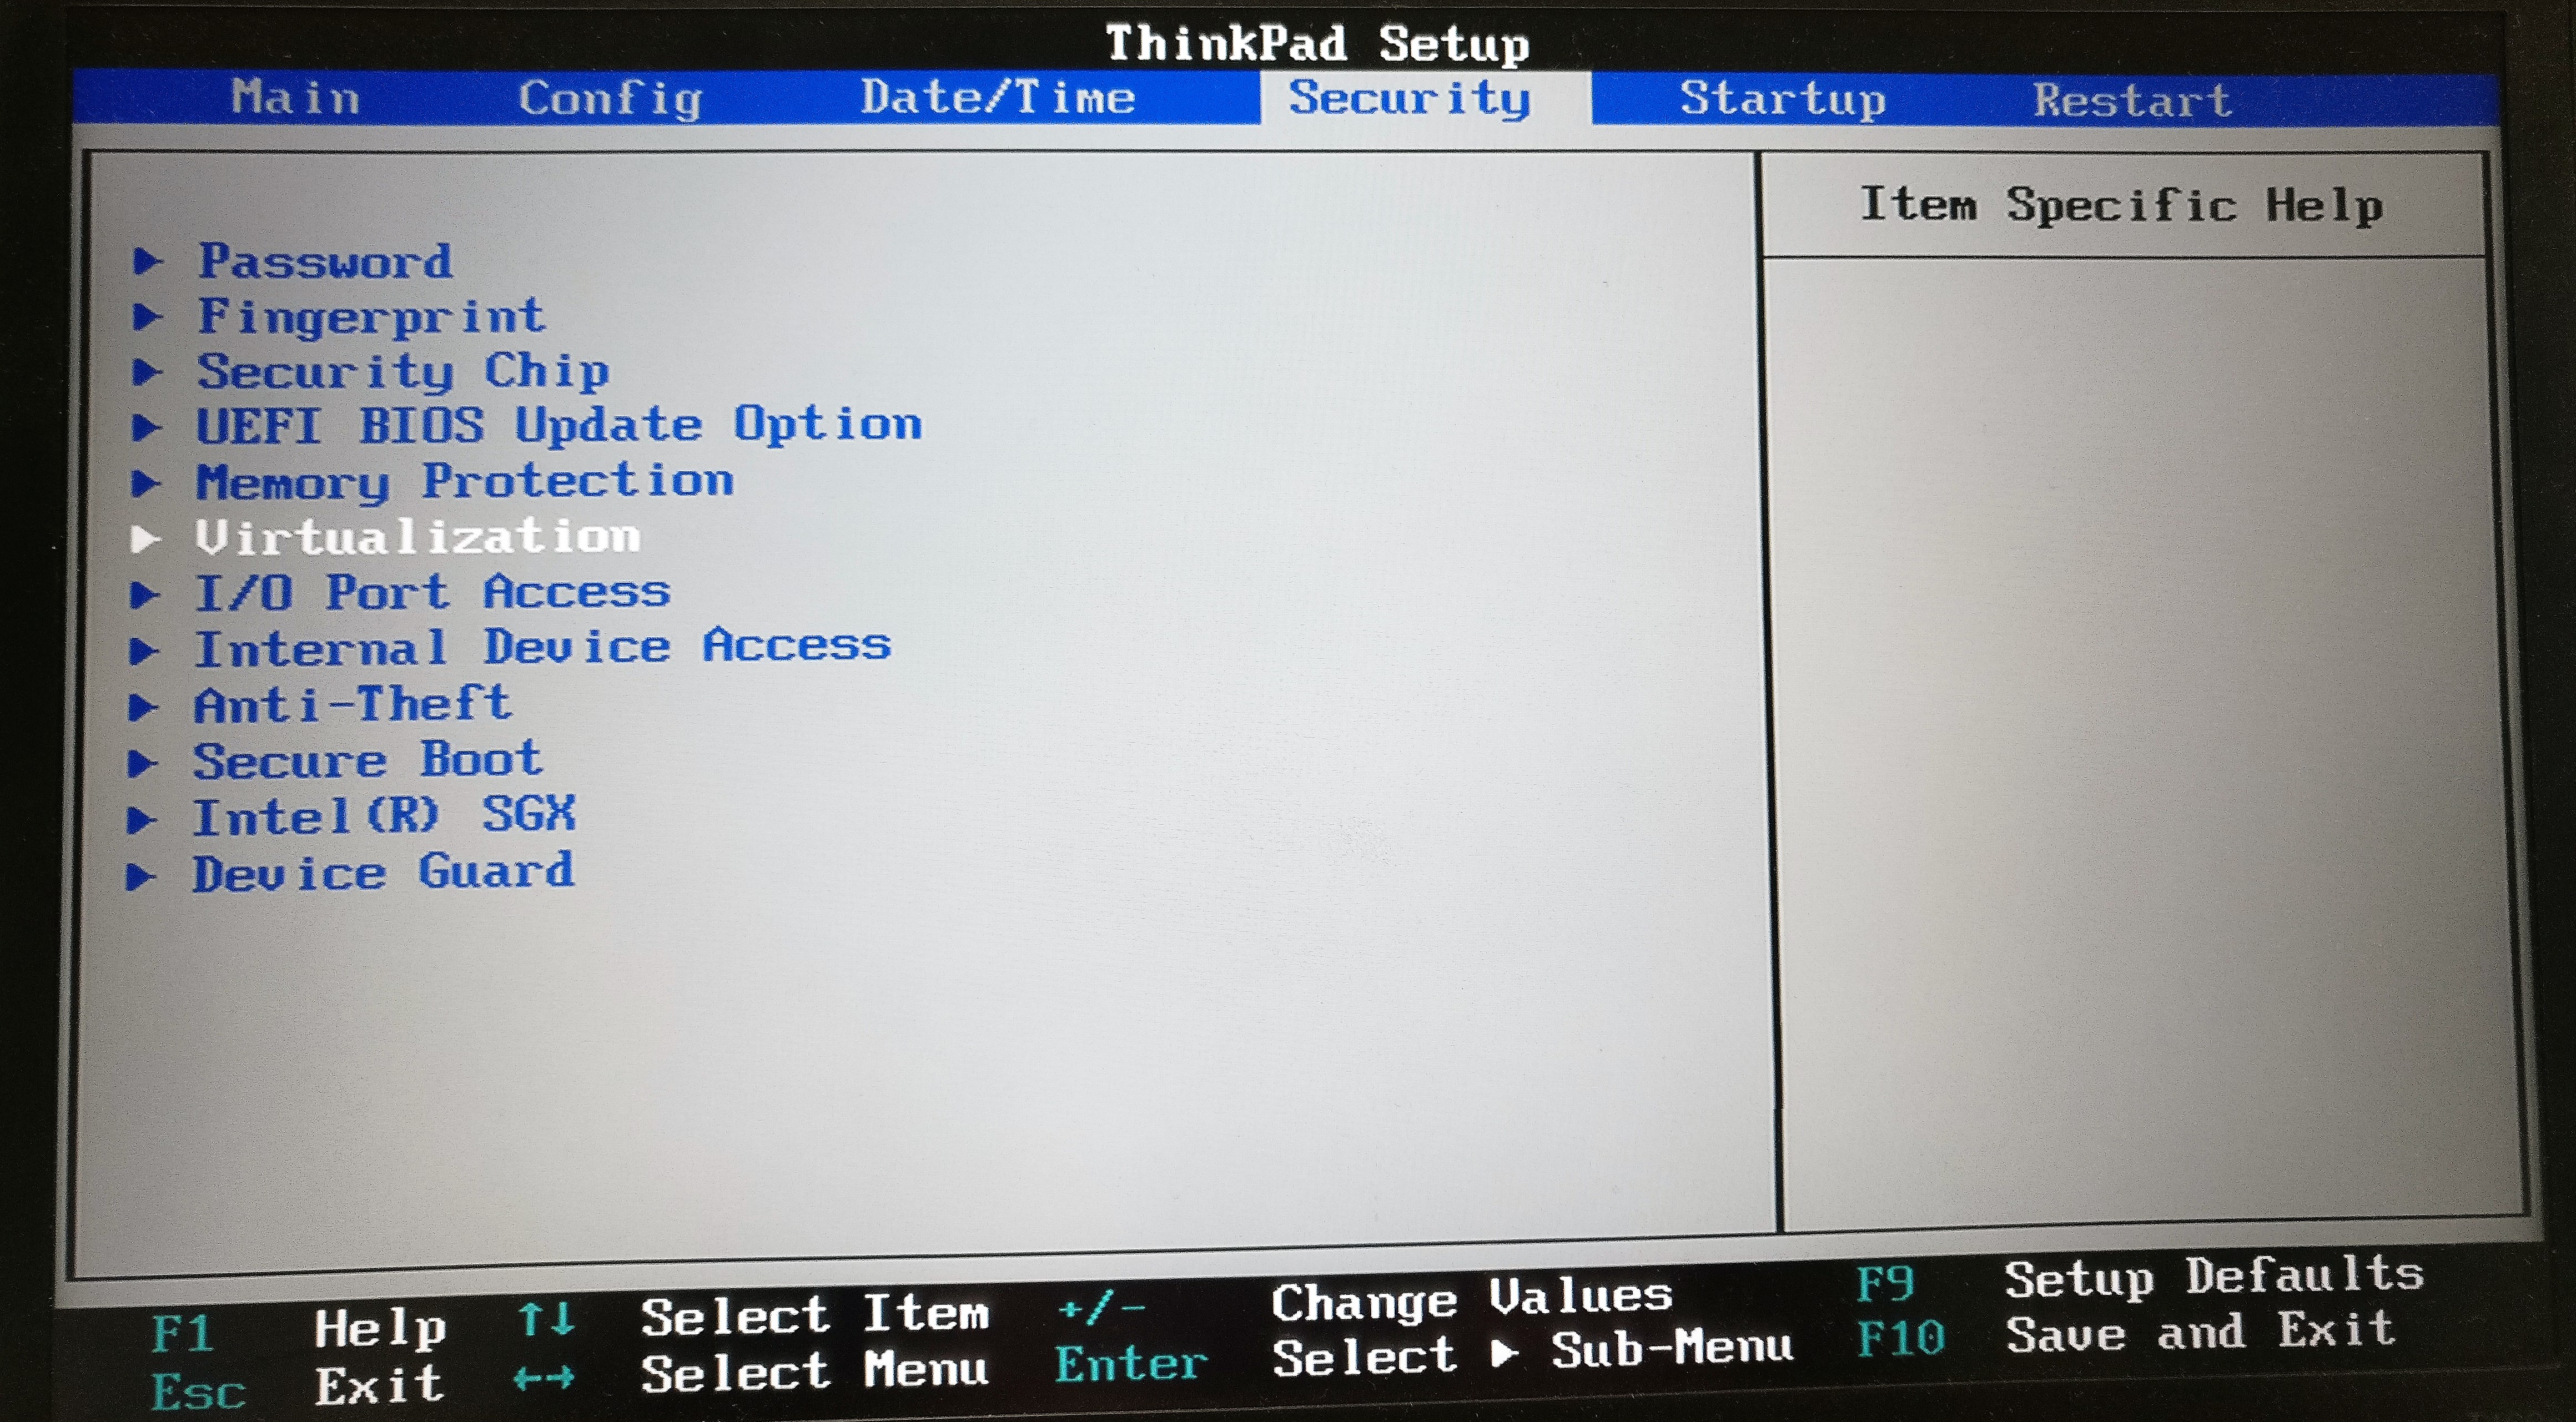 ThinkPad Setup
Main Config Date/Time Security Startup Restart
Item Specific Help
► Password
► Fingerprint
► Security Chip
► UEFI BIOS Update Option
► Memory Protection
► Virtualization
► I/O Port Access
► Internal Device Access
► Anti-Theft
► Secure Boot
► Intel(R) SGX
► Device Guard
F1 Help ↑↓ Select Item +/- Change Values F9 Setup Defaults
Esc Exit ←→ Select Menu Enter Select ► Sub-Menu F10 Save and Exit